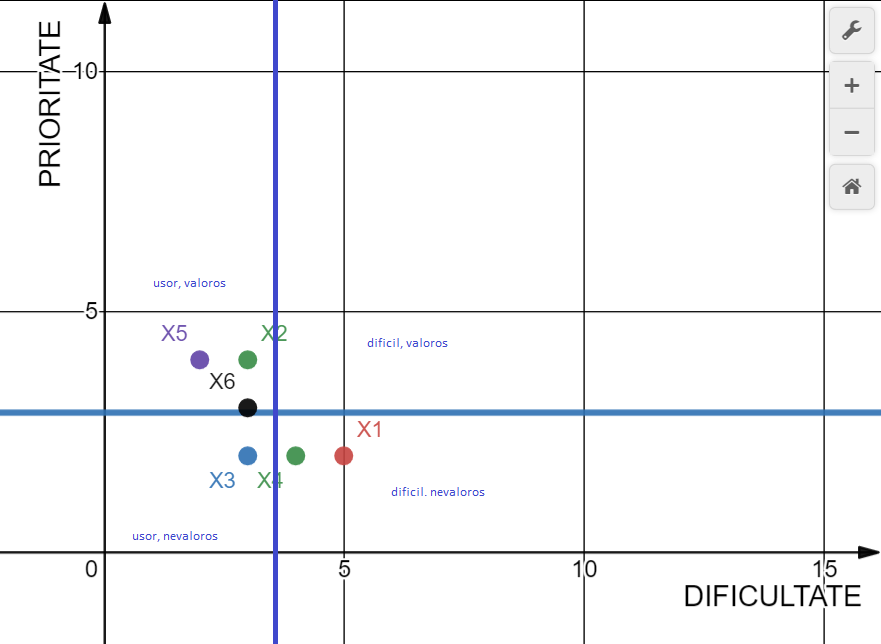 PRIORITATE
10
usor, valoros
5
X5
X2
dificil, valoros
X6
X1
X3
X4
dificil. nevaloros
usor, nevaloros
0
5
10
15
DIFICULTATE